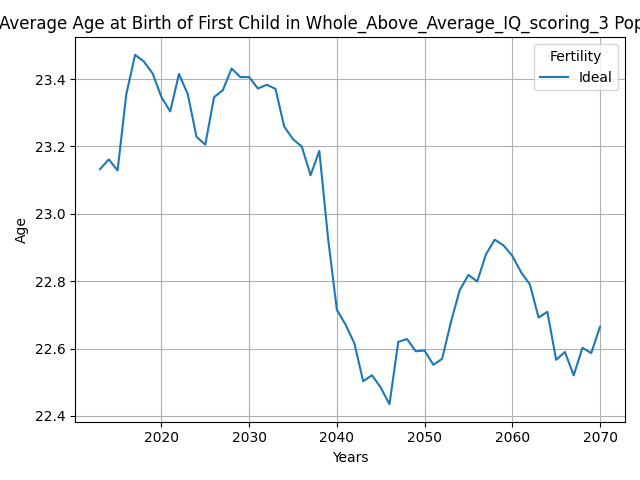 Average Age at Birth of First Child in Whole_Above_Average_IQ_scoring_3 Pop
Fertility
Ideal
23.4
23.2
23.0
22.8
22.6
22.4
Age
2020 2030 2040 2050 2060 2070
Years